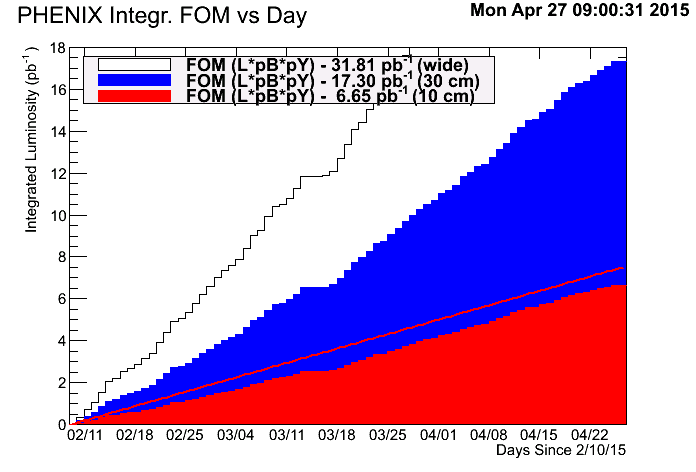 PHENIX Integr. FOM vs Day
Mon Apr 27 09:00:31 2015
Integrated Luminosity (pb⁻¹)
FOM (L*pB*pY) - 31.81 pb⁻¹ (wide)
FOM (L*pB*pY) - 17.30 pb⁻¹ (30 cm)
FOM (L*pB*pY) - 6.65 pb⁻¹ (10 cm)
18
16
14
12
10
8
6
4
2
0
02/11 02/18 02/25 03/04 03/11 03/18 03/25 04/01 04/08 04/15 04/22
Days Since 2/10/15